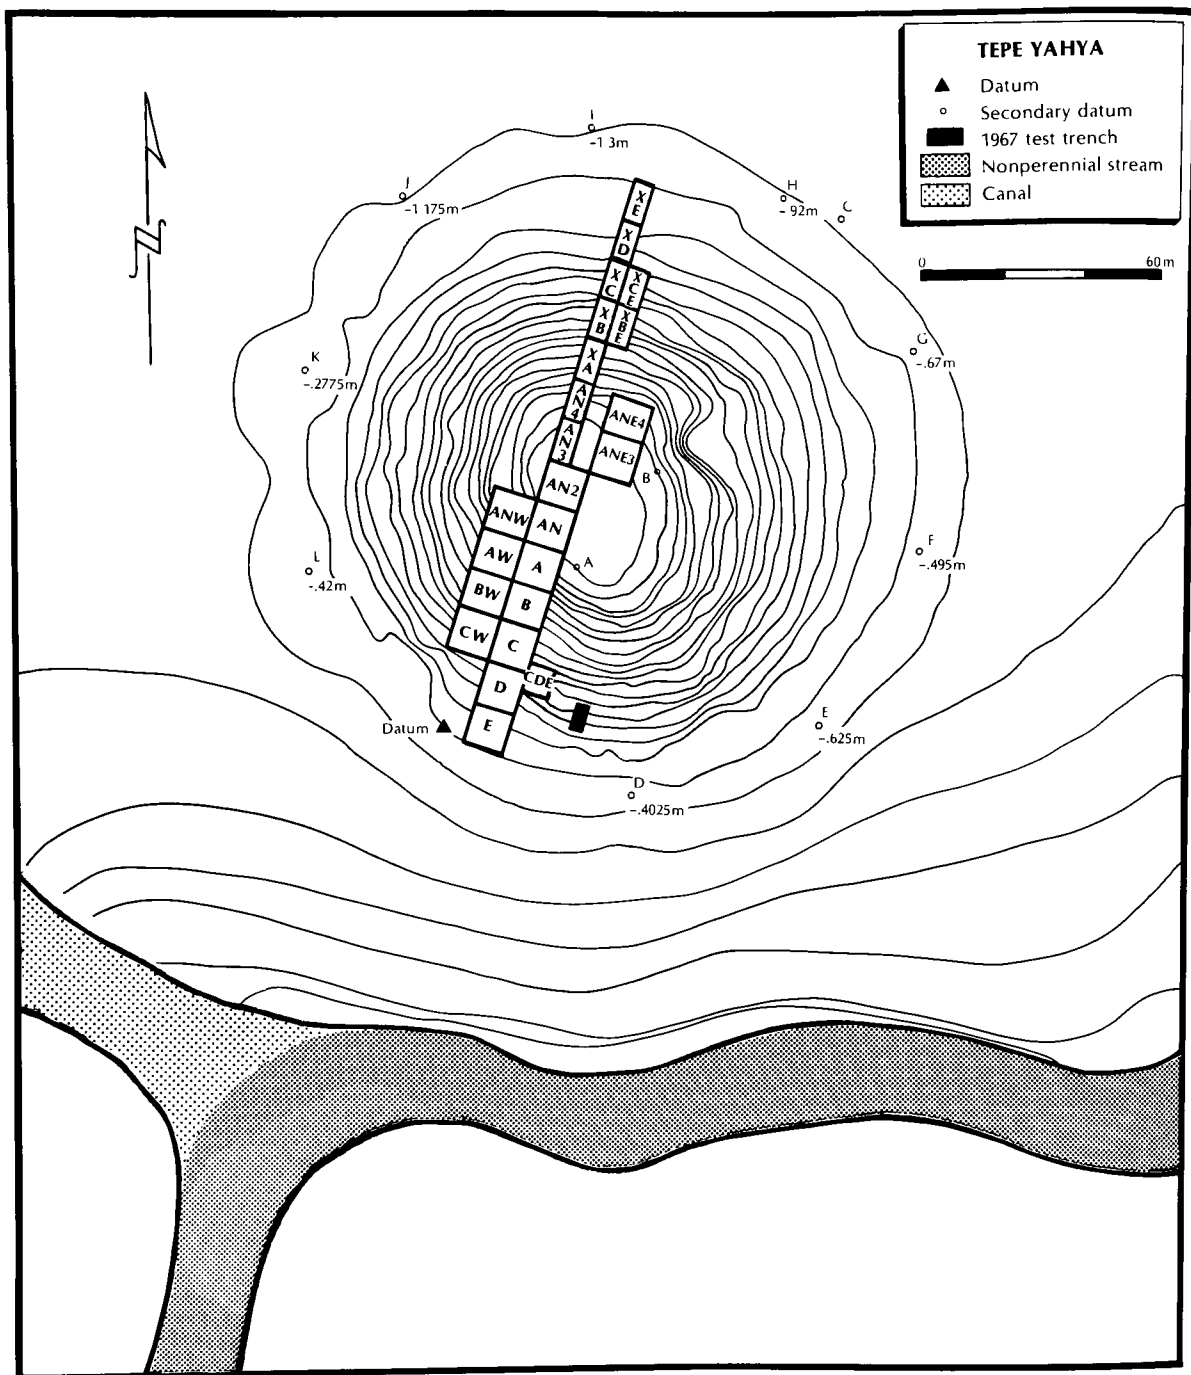 TEPE YAHYA
Datum
Secondary datum
1967 test trench
Nonperennial stream
Canal
0 60m
I
-1 3m
J
-1 175m
H
-92m
C
G
-.67m
K
-.2775m
L
-.42m
F
-.495m
E
-.625m
D
-.4025m
B
A
Datum
XE
XD
XC
XCE
XB
XBE
XA
AN4
AN3
ANE4
ANE3
AN2
ANW
AN
AW
A
BW
B
CW
C
CDE
D
E